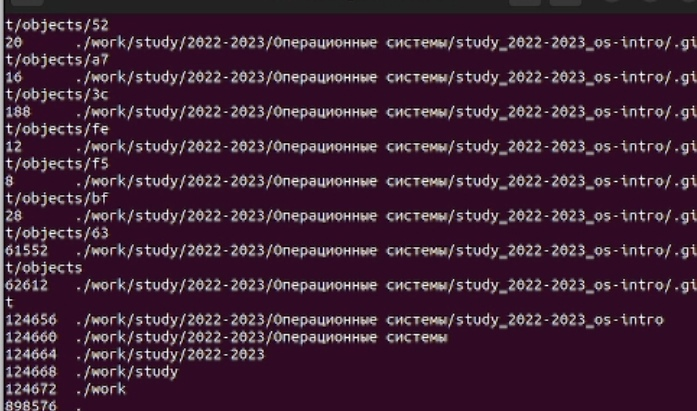 t/objects/52
20      ./work/study/2022-2023/Операционные системы/study_2022-2023_os-intro/.gi
t/objects/a7
16      ./work/study/2022-2023/Операционные системы/study_2022-2023_os-intro/.gi
t/objects/3c
188     ./work/study/2022-2023/Операционные системы/study_2022-2023_os-intro/.gi
t/objects/fe
12      ./work/study/2022-2023/Операционные системы/study_2022-2023_os-intro/.gi
t/objects/f5
8       ./work/study/2022-2023/Операционные системы/study_2022-2023_os-intro/.gi
t/objects/bf
28      ./work/study/2022-2023/Операционные системы/study_2022-2023_os-intro/.gi
t/objects/63
61552   ./work/study/2022-2023/Операционные системы/study_2022-2023_os-intro/.gi
t/objects
62612   ./work/study/2022-2023/Операционные системы/study_2022-2023_os-intro/.gi
t
124656  ./work/study/2022-2023/Операционные системы/study_2022-2023_os-intro
124660  ./work/study/2022-2023/Операционные системы
124664  ./work/study/2022-2023
124668  ./work/study
124672  ./work
898576  .